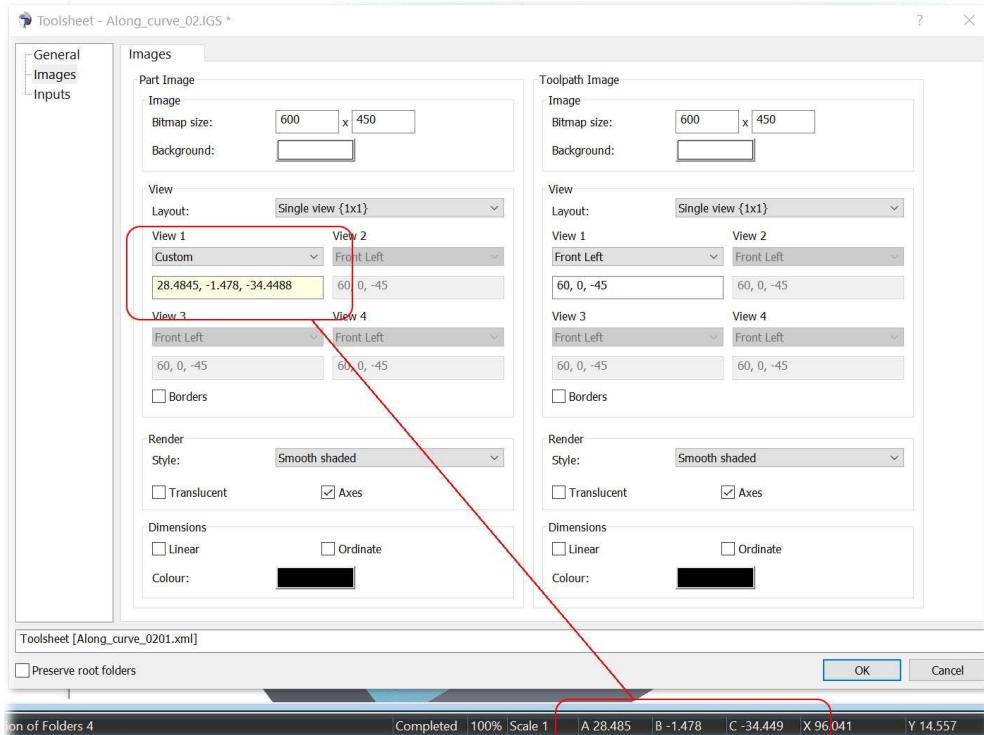 Toolsheet - Along_curve_02.IGS *
?
General
Images
Inputs
Images
Part Image
Image
Bitmap size: 600 x 450
Background:
View
Layout: Single view {1x1}
View 1 View 2
Custom Front Left
28.4845, -1.478, -34.4488 60, 0, -45
View 3 View 4
Front Left Front Left
60, 0, -45 60, 0, -45
Borders
Render
Style: Smooth shaded
Translucent Axes
Dimensions
Linear Ordinate
Colour:
Toolpath Image
Image
Bitmap size: 600 x 450
Background:
View
Layout: Single view {1x1}
View 1 View 2
Front Left Front Left
60, 0, -45 60, 0, -45
View 3 View 4
Front Left Front Left
60, 0, -45 60, 0, -45
Borders
Render
Style: Smooth shaded
Translucent Axes
Dimensions
Linear Ordinate
Colour:
Toolsheet [Along_curve_0201.xml]
Preserve root folders
OK Cancel
on of Folders 4 Completed 100% Scale 1 A 28.485 B -1.478 C -34.449 X 96.041 Y 14.557